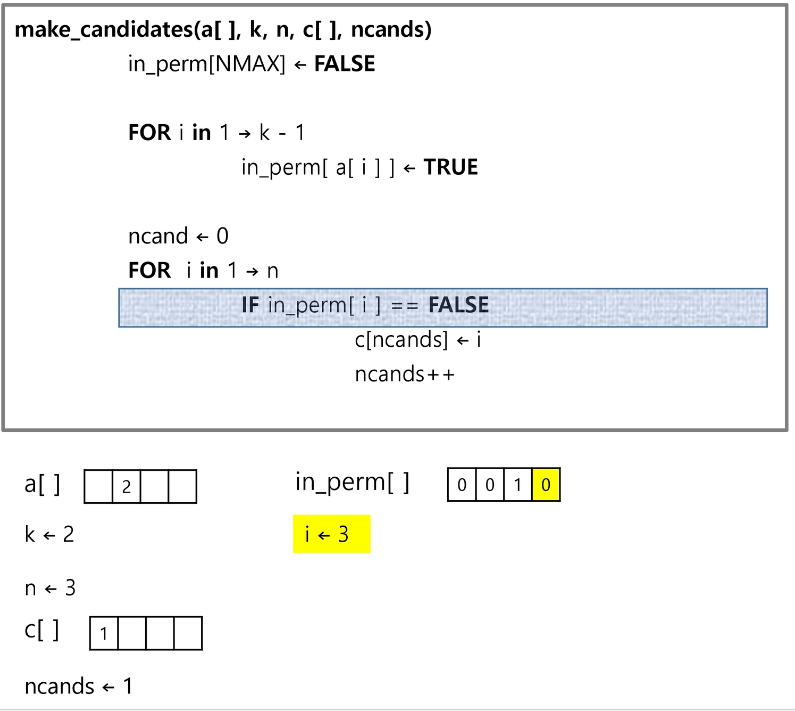 make_candidates(a[ ], k, n, c[ ], ncands)
in_perm[NMAX] ← FALSE
FOR i in 1 → k - 1
in_perm[ a[ i ] ] ← TRUE
ncand ← 0
FOR i in 1 → n
IF in_perm[ i ] == FALSE
c[ncands] ← i
ncands++
a[ ] 2 in_perm[ ] 0 0 1 0
k ← 2 i ← 3
n ← 3
c[ ] 1
ncands ← 1